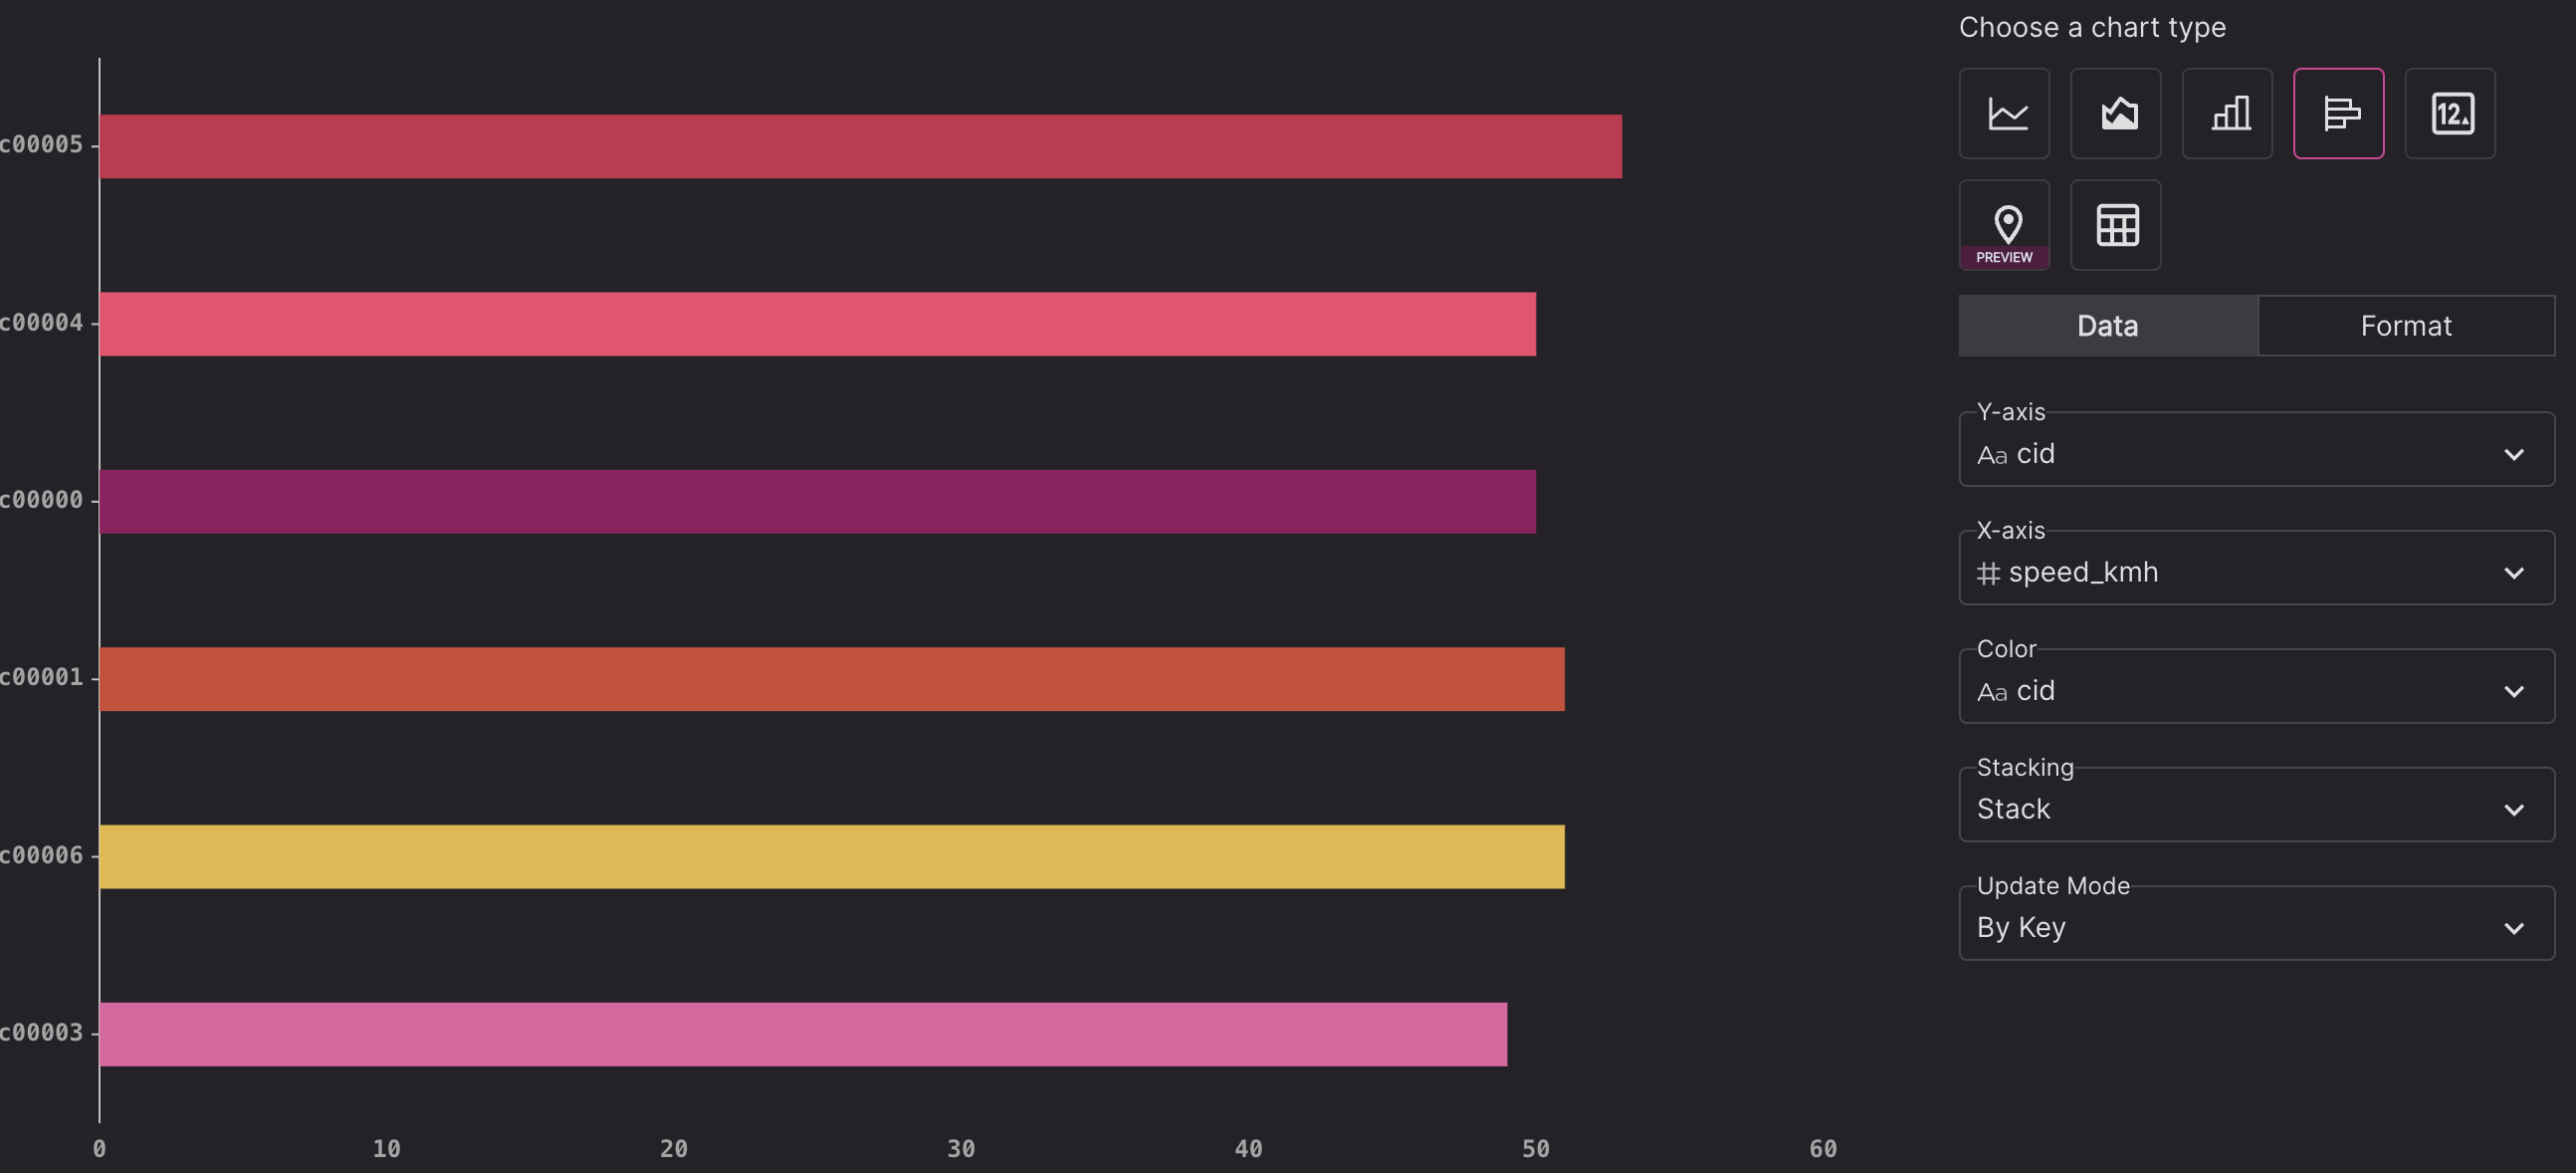 c00005
c00004
c00000
c00001
c00006
c00003
0 10 20 30 40 50 60
Choose a chart type
12
PREVIEW
Data Format
Y-axis
Aa cid
X-axis
# speed_kmh
Color
Aa cid
Stacking
Stack
Update Mode
By Key